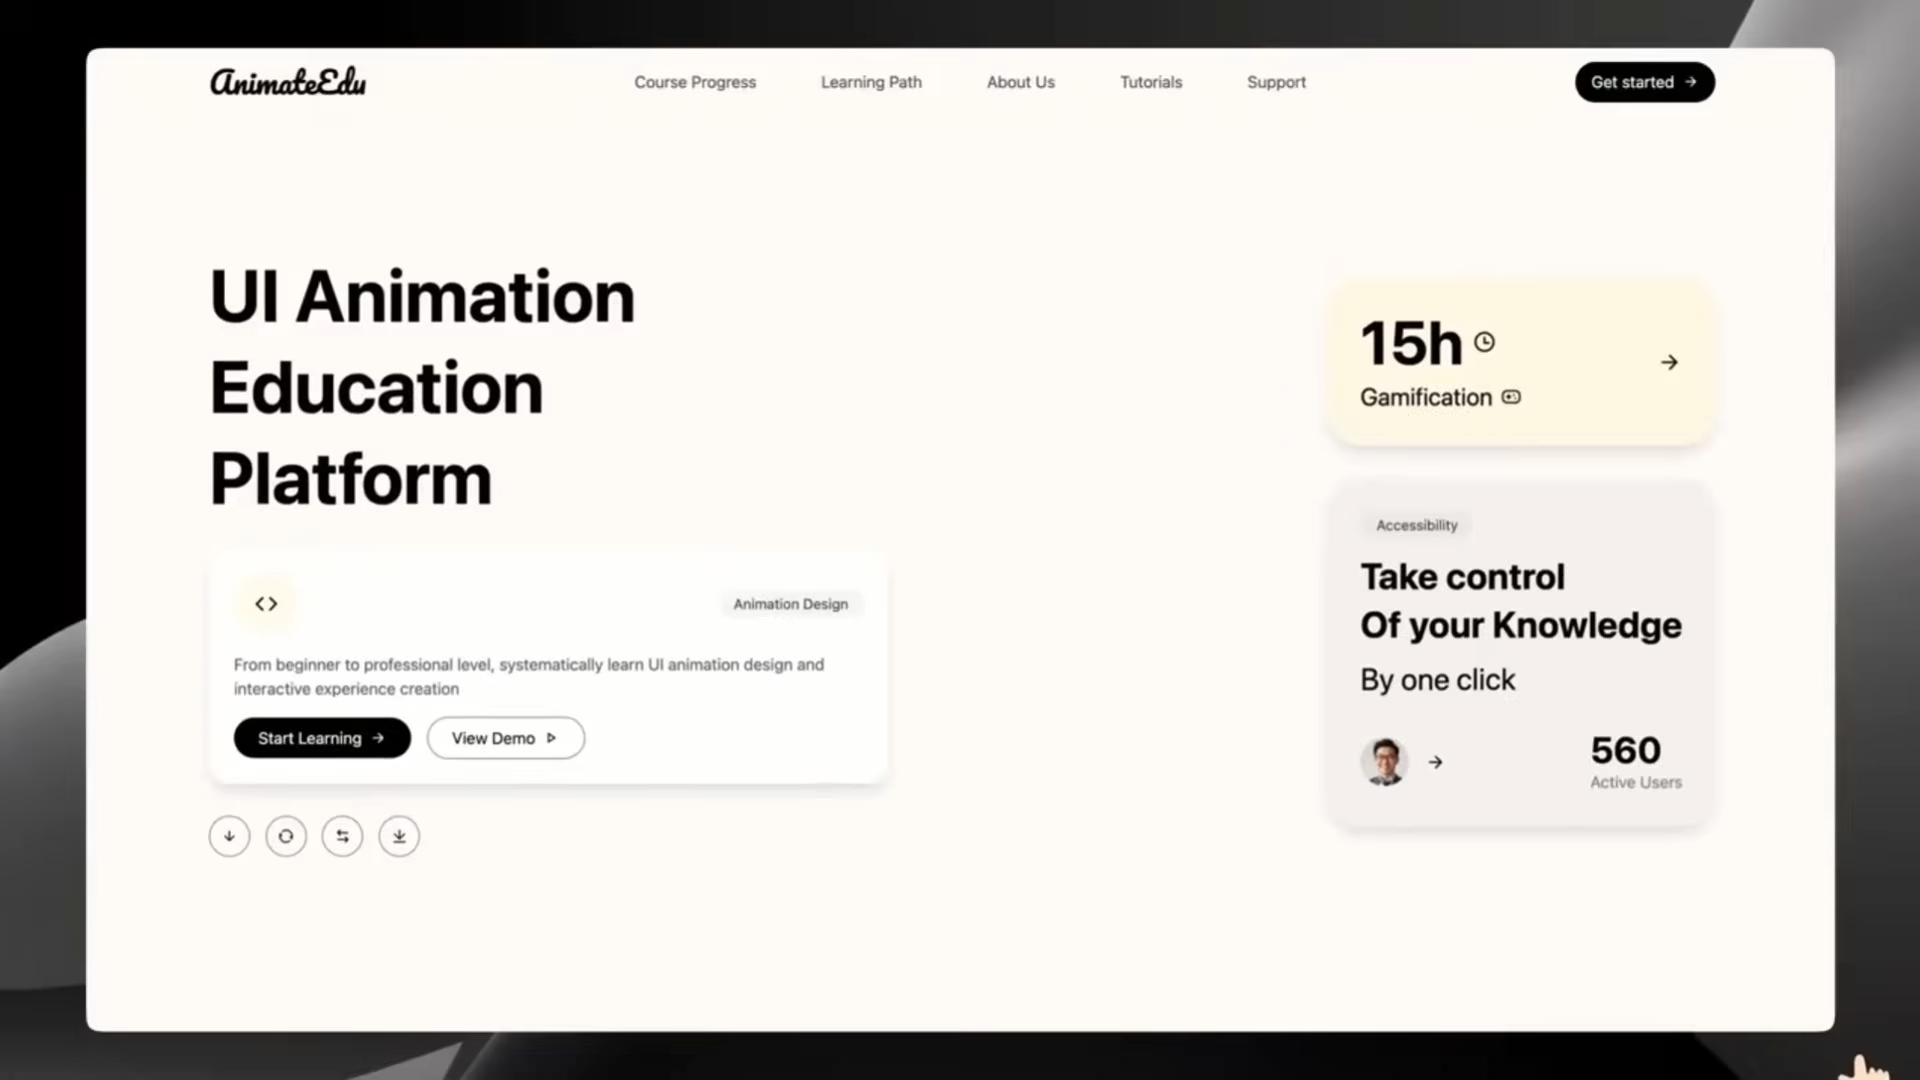 AnimateEdu
Course Progress
Learning Path
About Us
Tutorials
Support
Get started
UI Animation
Education
Platform
Animation Design
From beginner to professional level, systematically learn UI animation design and
interactive experience creation
Start Learning
View Demo
15h
Gamification
Accessibility
Take control
Of your Knowledge
By one click
560
Active Users